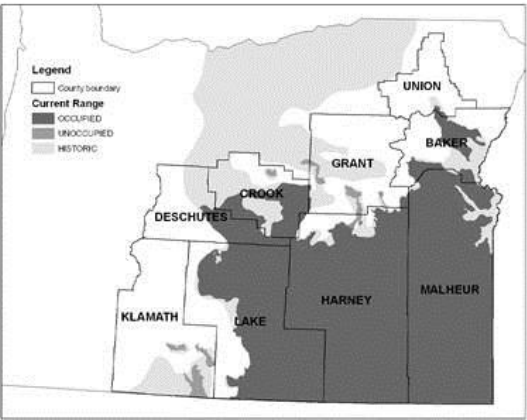 Legend
County boundary
Current Range
OCCUPIED
UNOCCUPIED
HISTORIC
UNION
BAKER
GRANT
CROOK
DESCHUTES
KLAMATH
LAKE
HARNEY
MALHEUR